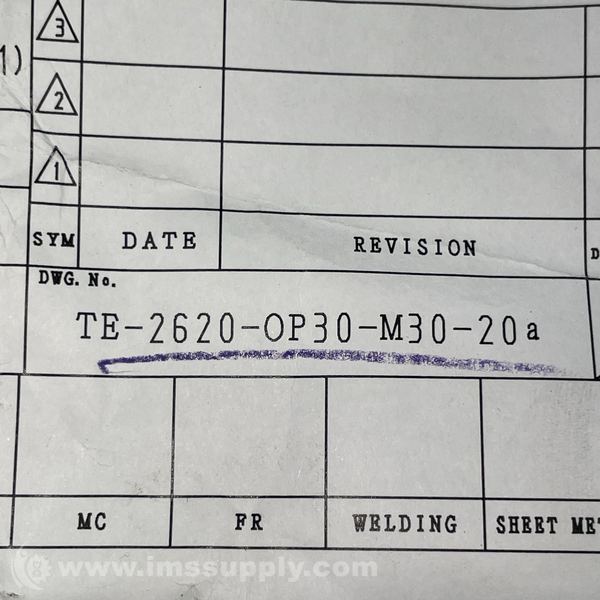 3
1)
2
1
SYM DATE REVISION D
DWG. No.
TE-2620-OP30-M30-20a
MC FR WELDING SHEET ME
www.imssupply.com